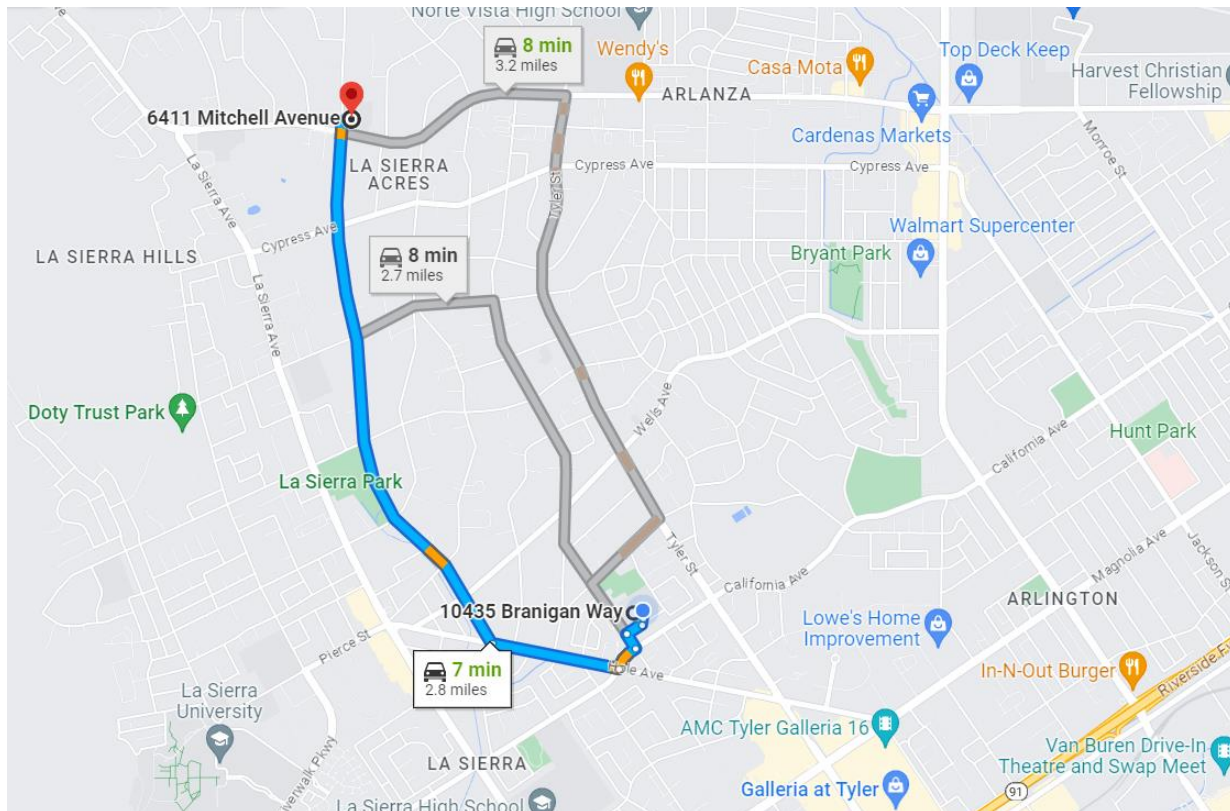 Norte Vista High School
8 min
3.2 miles
Wendy's
Top Deck Keep
Casa Mota
Harvest Christian
Fellowship
ARLANZA
6411 Mitchell Avenue
Cardenas Markets
Monroe St
La Sierra Ave
LA SIERRA
ACRES
Cypress Ave
Cypress Ave
Tyler St
Walmart Supercenter
Cypress Ave
LA SIERRA HILLS
8 min
2.7 miles
Bryant Park
La Sierra Ave
Doty Trust Park
Wells Ave
California Ave
Hunt Park
La Sierra Park
Tyler St
Magnolia Ave
Jackson St
California Ave
10435 Branigan Way
ARLINGTON
Lowe's Home
Improvement
Pierce St
7 min
2.8 miles
Ave
In-N-Out Burger
Riverside F
La Sierra
University
AMC Tyler Galleria 16
Van Buren Drive-In
Theatre and Swap Meet
LA SIERRA
verwalk Pkwy
Galleria at Tyler
91
La Sierra High School